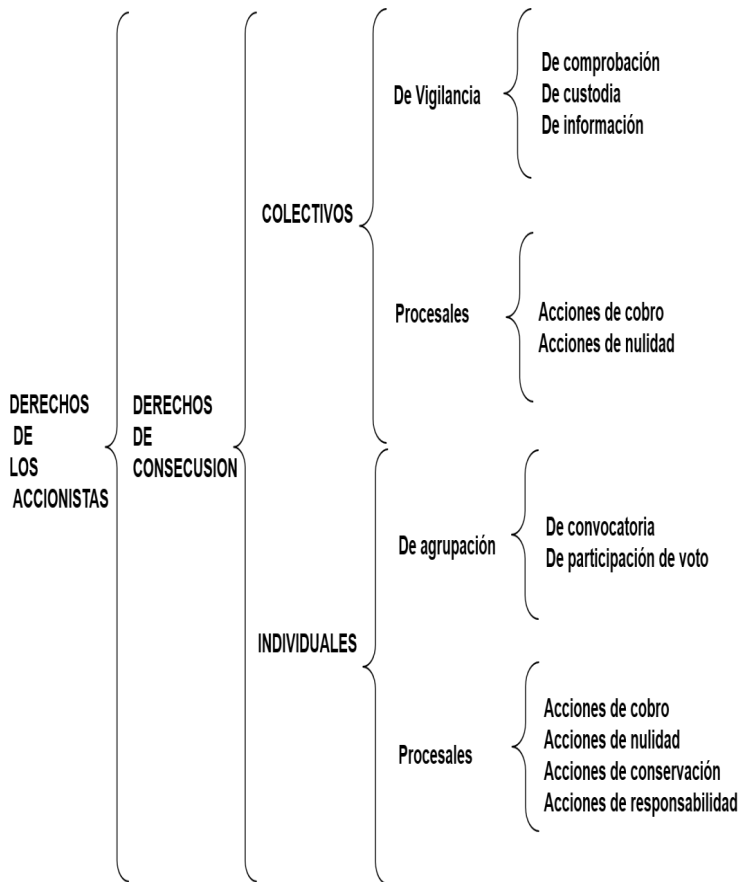 DERECHOS
DE
LOS
ACCIONISTAS
DERECHOS
DE
CONSECUSION
COLECTIVOS
De Vigilancia
De comprobación
De custodia
De información
Procesales
Acciones de cobro
Acciones de nulidad
INDIVIDUALES
De agrupación
De convocatoria
De participación de voto
Procesales
Acciones de cobro
Acciones de nulidad
Acciones de conservación
Acciones de responsabilidad